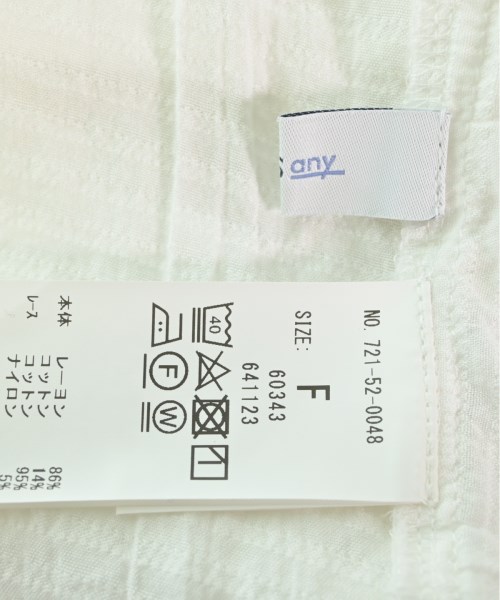 any
NO. 721-52-0048
SIZE: F
60343
641123
40
F
W
本体 レーヨン 86%
コットン 14%
レース コットン 95%
ナイロン 5%